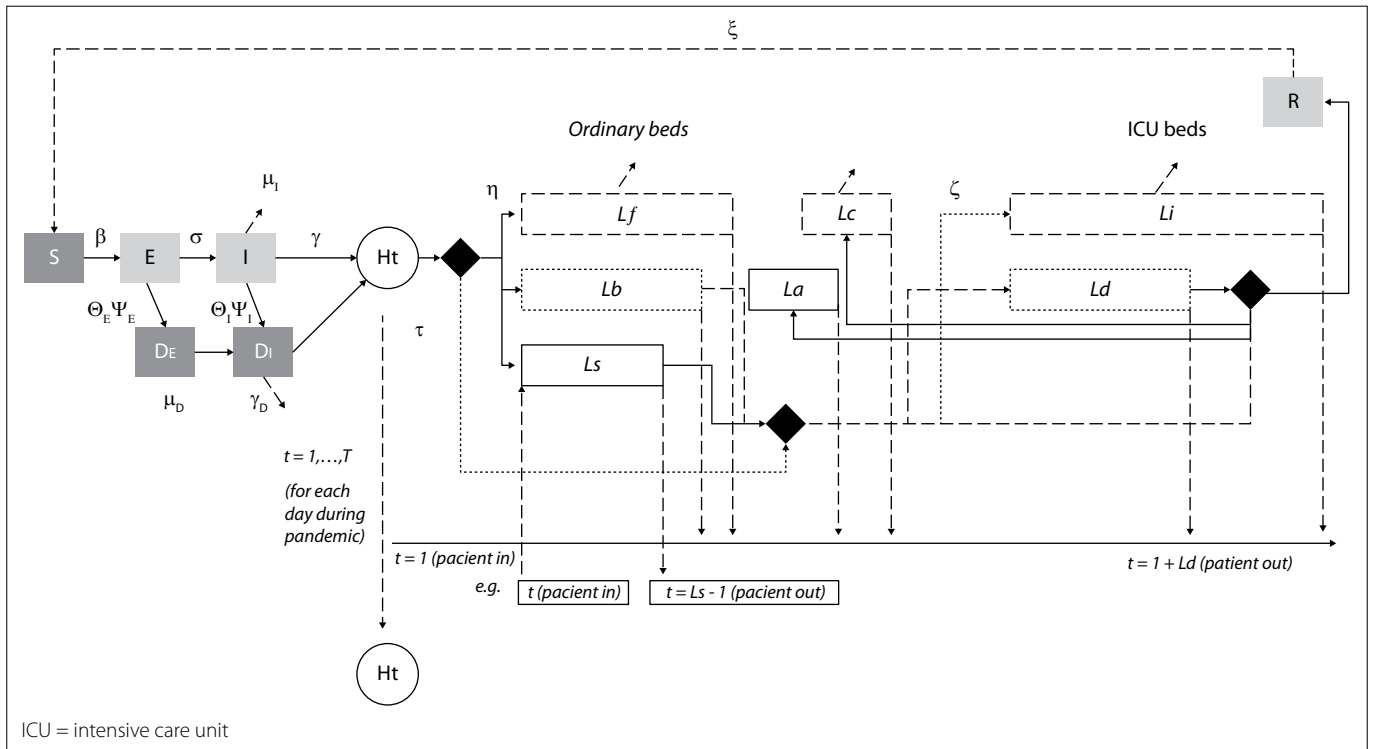 ξ
R
Ordinary beds
ICU beds
μI
η
ζ
Lf
Lc
Li
β
σ
γ
S
E
I
Ht
Lb
La
Ld
ΘEΨE
ΘIΨI
τ
DE
DI
Ls
μD
γD
t = 1,...,T
(for each
day during
pandemic)
t = 1 (pacient in)
t = 1 + Ld (patient out)
e.g.
t (pacient in)
t = Ls - 1 (pacient out)
Ht
ICU = intensive care unit